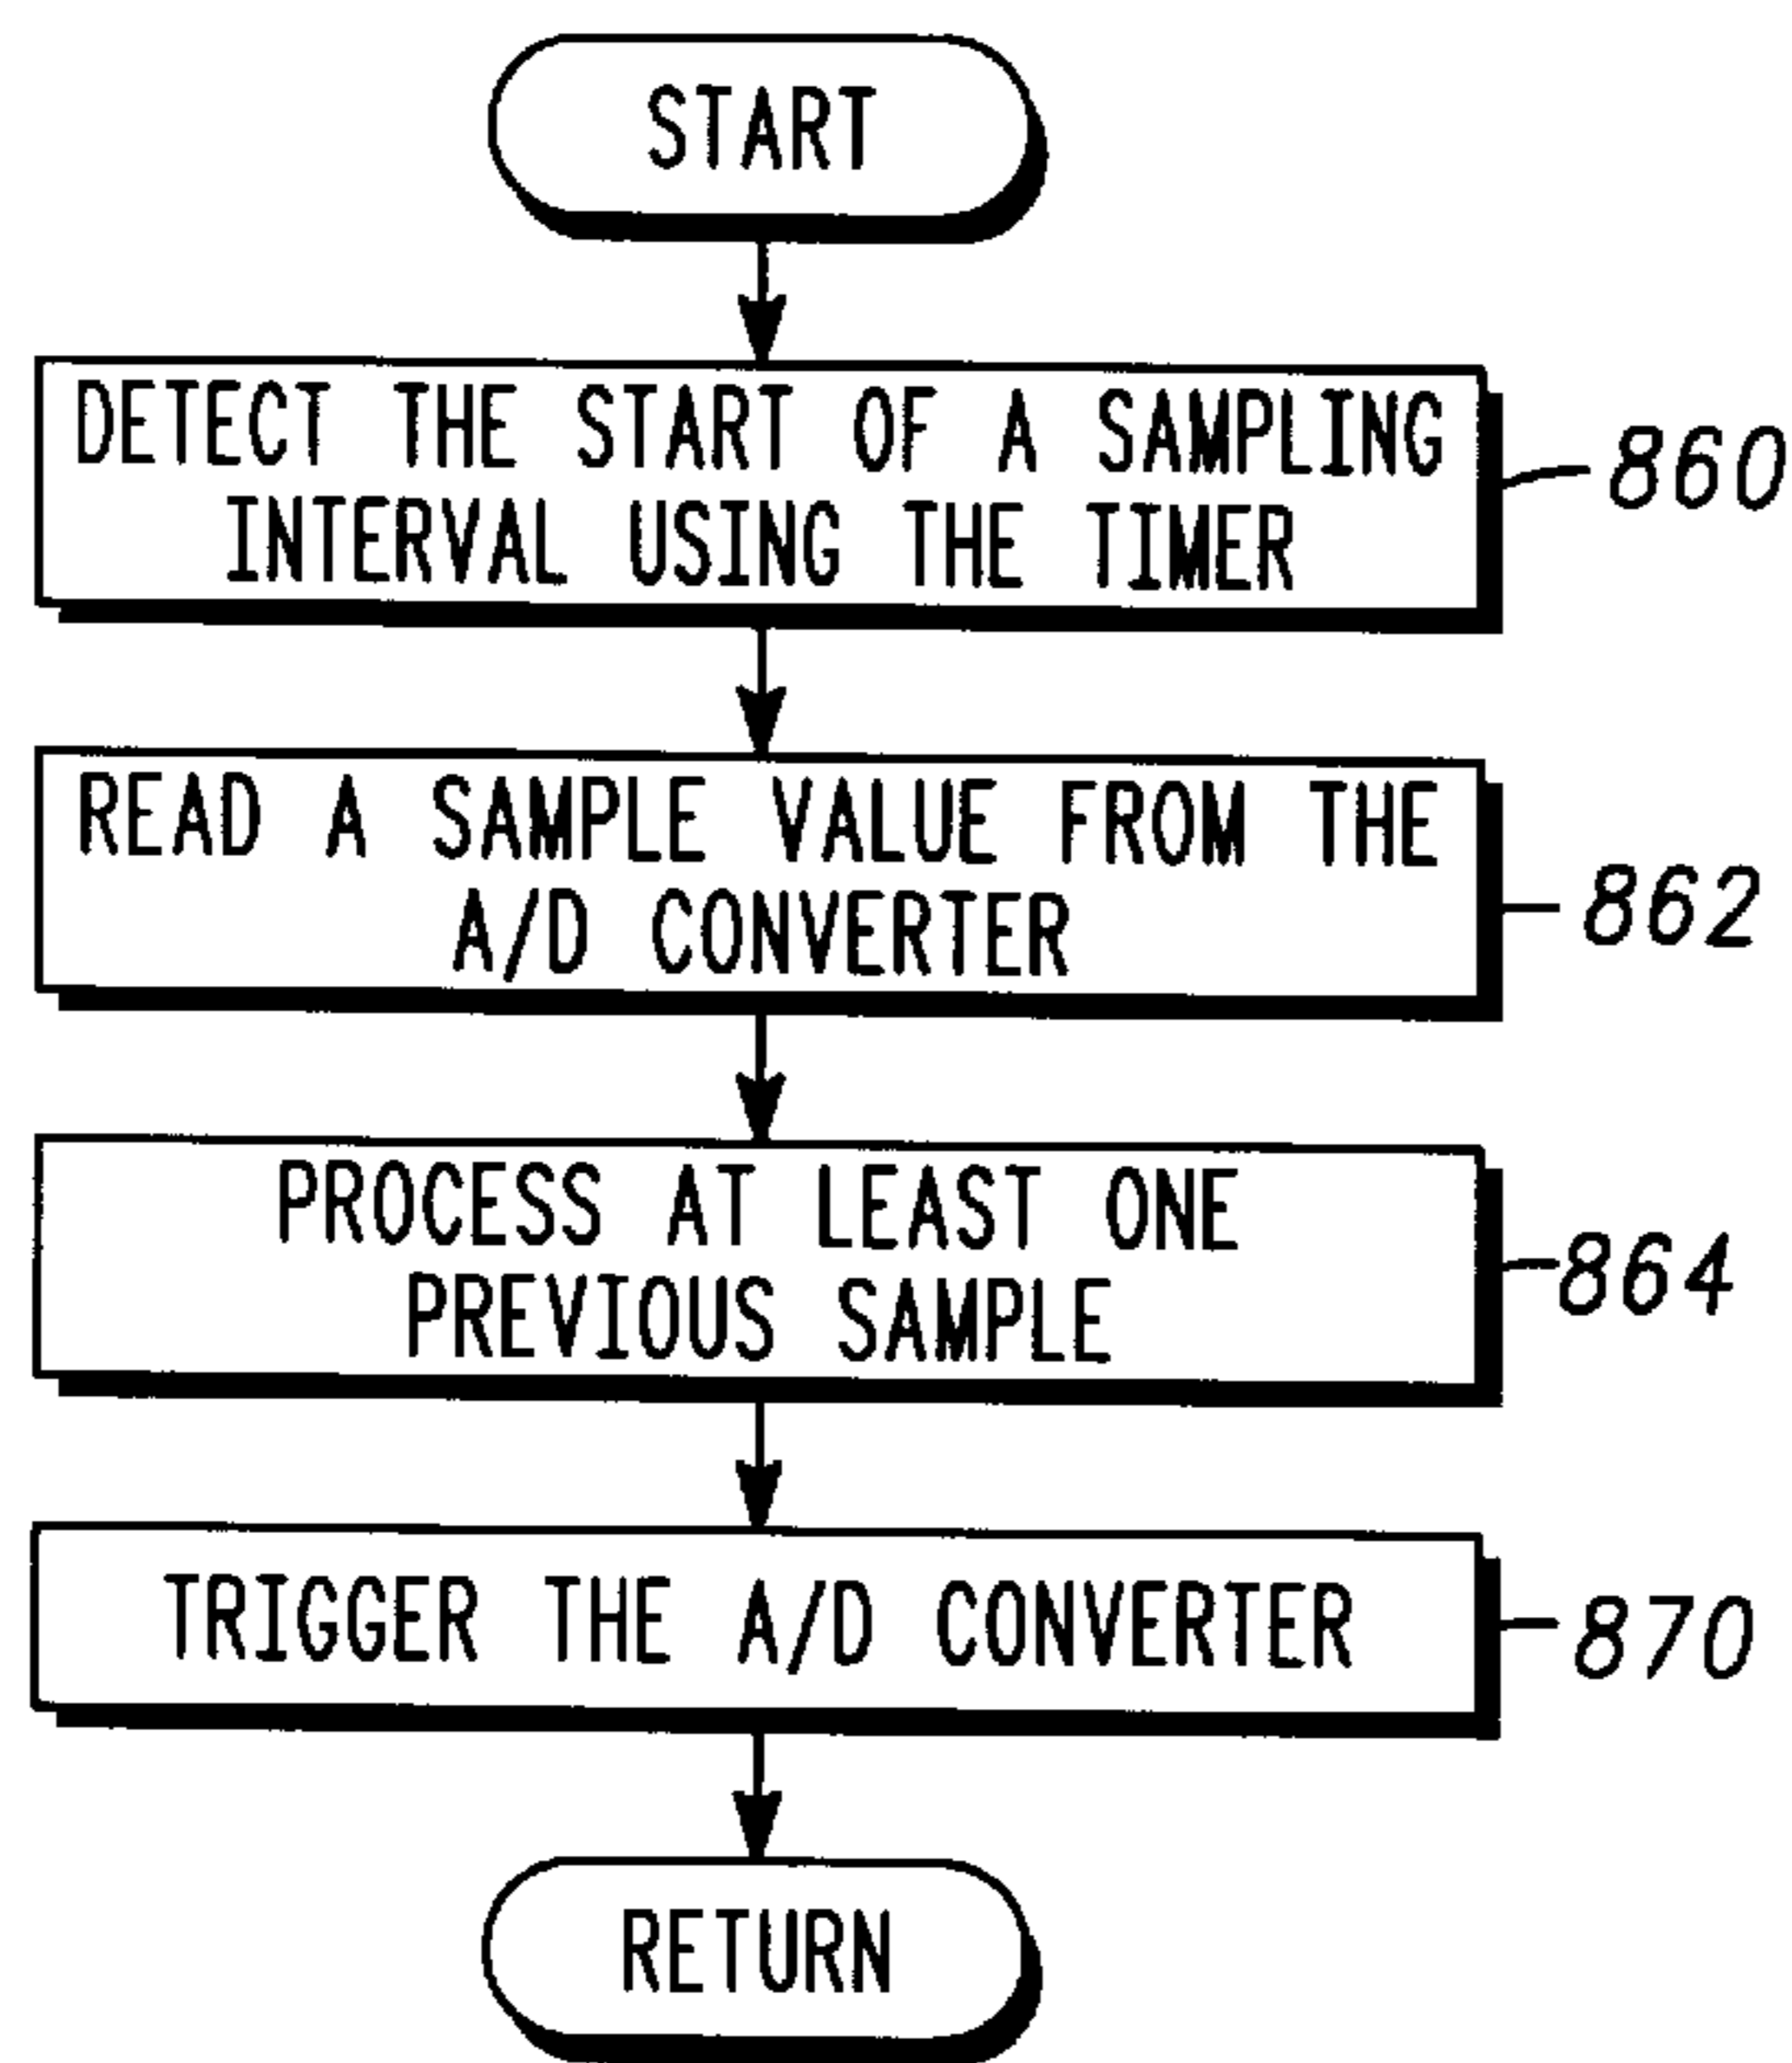 START
DETECT THE START OF A SAMPLING
INTERVAL USING THE TIMER
860
READ A SAMPLE VALUE FROM THE
A/D CONVERTER
862
PROCESS AT LEAST ONE
PREVIOUS SAMPLE
864
TRIGGER THE A/D CONVERTER
870
RETURN